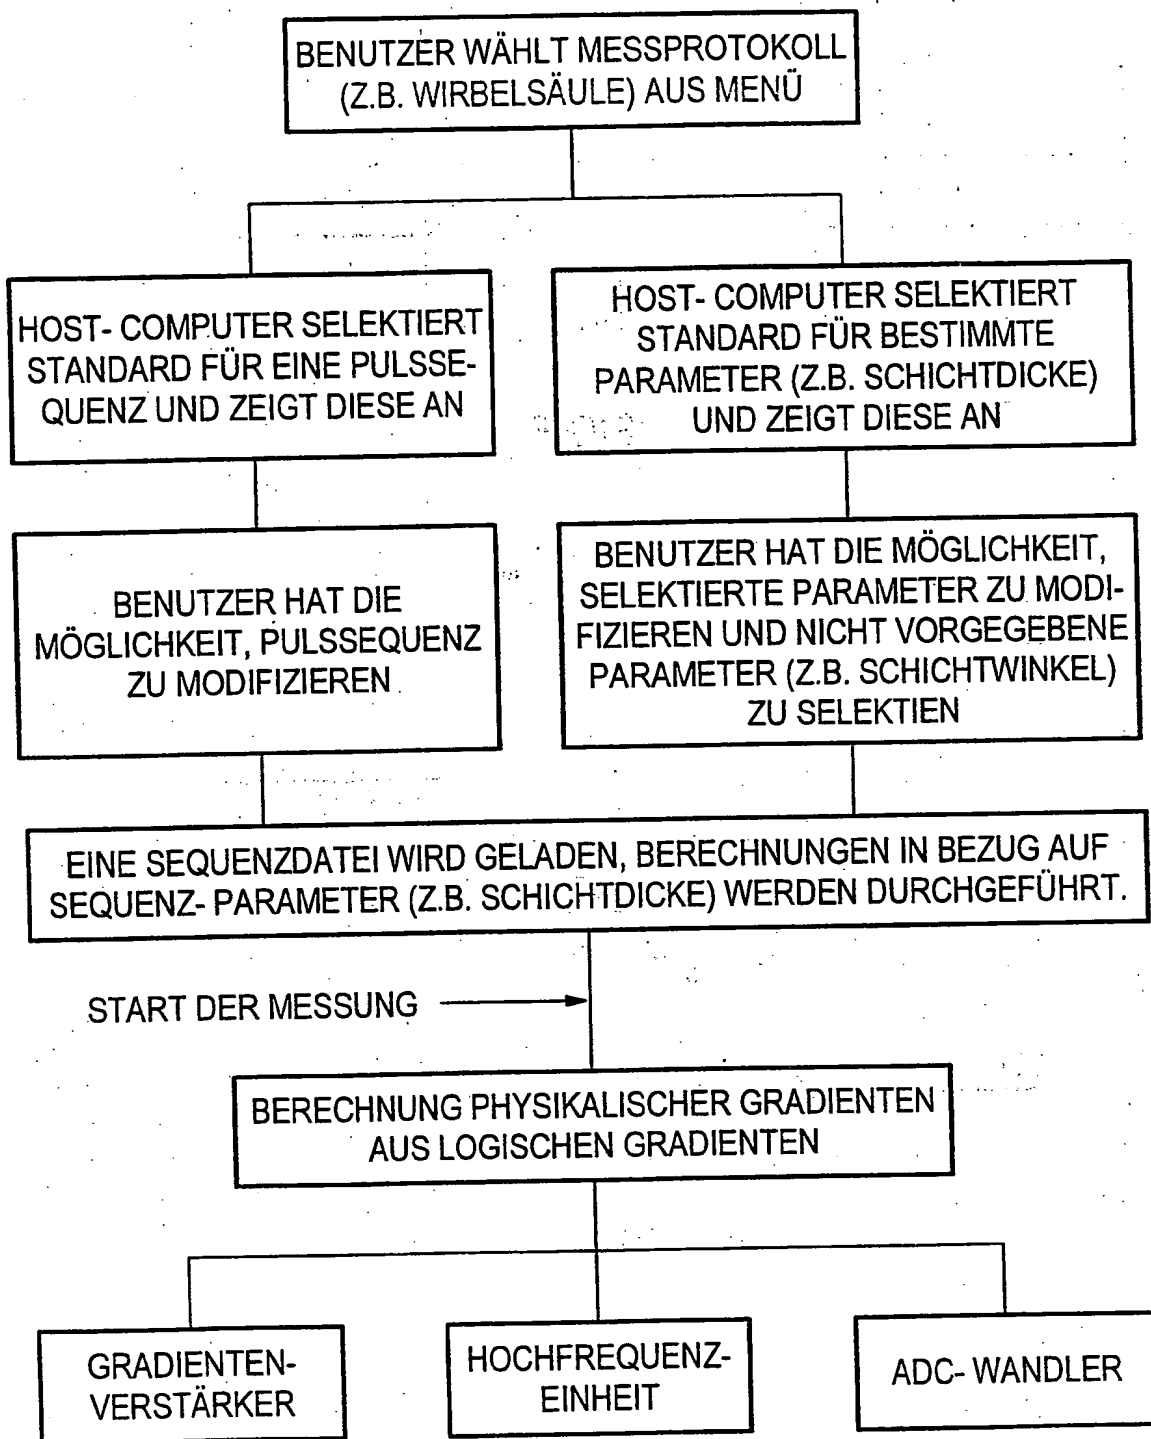 BENUTZER WÄHLT MESSPROTOKOLL
(Z.B. WIRBELSÄULE) AUS MENÜ
HOST- COMPUTER SELEKTIERT
STANDARD FÜR EINE PULSSE-
QUENZ UND ZEIGT DIESE AN
HOST- COMPUTER SELEKTIERT
STANDARD FÜR BESTIMMTE
PARAMETER (Z.B. SCHICHTDICKE)
UND ZEIGT DIESE AN
BENUTZER HAT DIE
MÖGLICHKEIT, PULSSEQUENZ
ZU MODIFIZIEREN
BENUTZER HAT DIE MÖGLICHKEIT,
SELEKTIERTE PARAMETER ZU MODI-
FIZIEREN UND NICHT VORGEGEBENE
PARAMETER (Z.B. SCHICHTWINKEL)
ZU SELEKTIEN
EINE SEQUENZDATEI WIRD GELADEN, BERECHNUNGEN IN BEZUG AUF
SEQUENZ- PARAMETER (Z.B. SCHICHTDICKE) WERDEN DURCHGEFÜHRT.
START DER MESSUNG
BERECHNUNG PHYSIKALISCHER GRADIENTEN
AUS LOGISCHEN GRADIENTEN
GRADIENTEN-
VERSTÄRKER
HOCHFREQUENZ-
EINHEIT
ADC- WANDLER